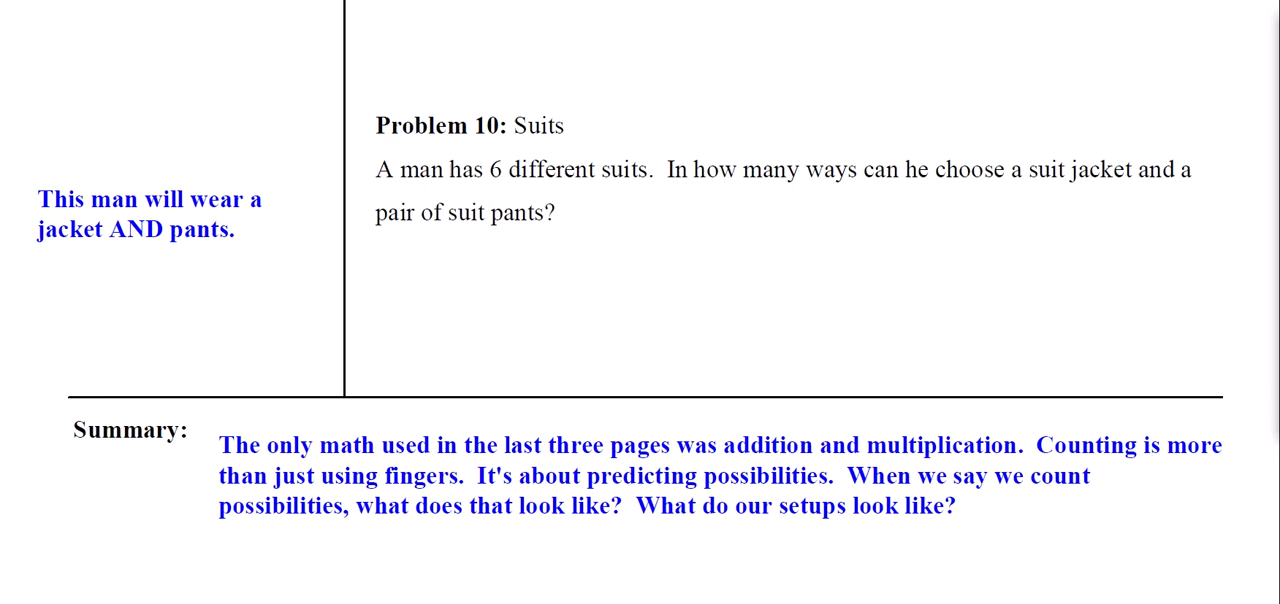 Problem 10: Suits
A man has 6 different suits. In how many ways can he choose a suit jacket and a
pair of suit pants?
This man will wear a
jacket AND pants.
Summary:
The only math used in the last three pages was addition and multiplication. Counting is more
than just using fingers. It's about predicting possibilities. When we say we count
possibilities, what does that look like? What do our setups look like?